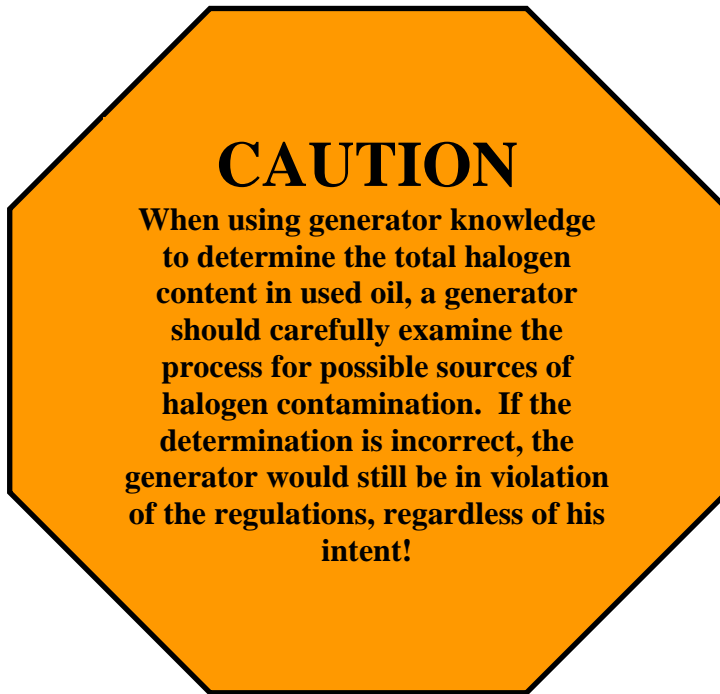 CAUTION
When using generator knowledge
to determine the total halogen
content in used oil, a generator
should carefully examine the
process for possible sources of
halogen contamination.  If the
determination is incorrect, the
generator would still be in violation
of the regulations, regardless of his
intent!